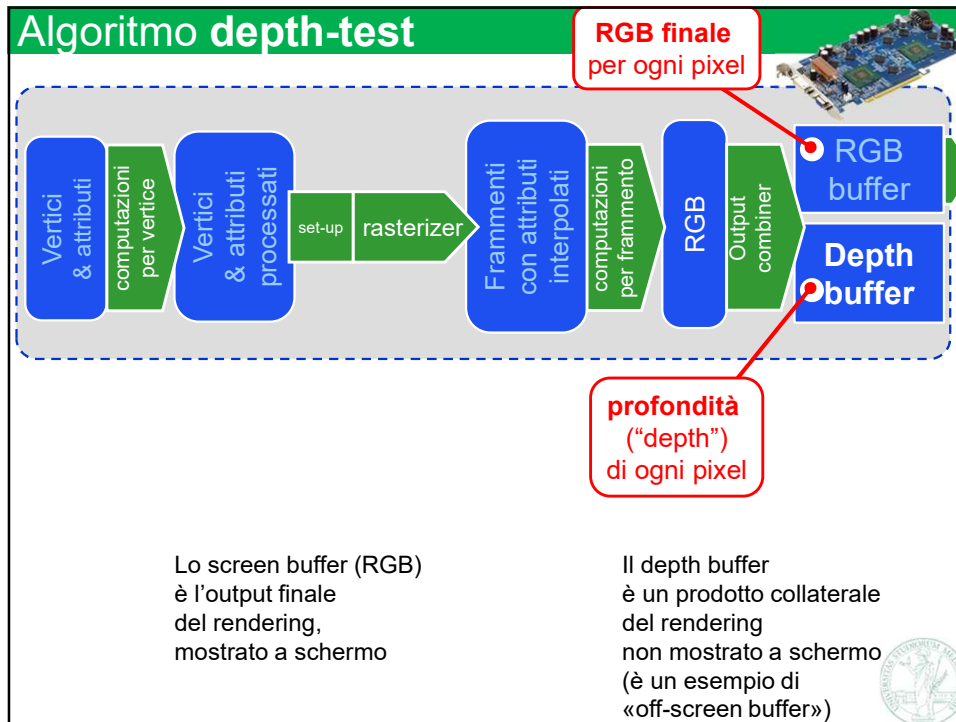 Algoritmo depth-test
RGB finale
per ogni pixel
Vertici
& attributi
computazioni
per vertice
Vertici
& attributi
processati
set-up
rasterizer
Frammenti
con attributi
interpolati
computazioni
per frammento
RGB
Output
combiner
RGB
buffer
Depth
buffer
profondità
(“depth”)
di ogni pixel
Lo screen buffer (RGB)
è l’output finale
del rendering,
mostrato a schermo
Il depth buffer
è un prodotto collaterale
del rendering
non mostrato a schermo
(è un esempio di
«off-screen buffer»)